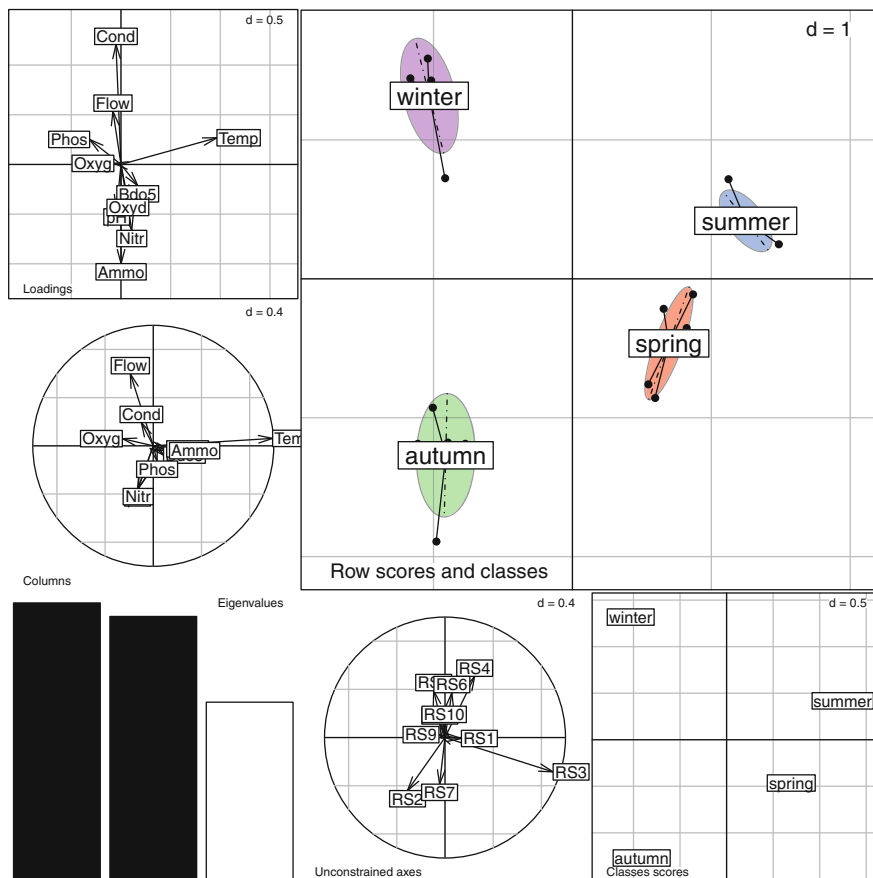 d = 0.5
Cond
Flow
Phos
Temp
Oxyg
Bdo5
Oxyd
pH
Nitr
Ammo
Loadings
d = 1
winter
summer
spring
autumn
Row scores and classes
d = 0.4
Flow
Cond
Oxyg
Tem
Ammo
Phos
Nitr
Columns
Eigenvalues
d = 0.4
RS4
RS6
RS10
RS9
RS1
RS3
RS2
RS7
Unconstrained axes
d = 0.5
winter
summer
spring
autumn
Classes scores